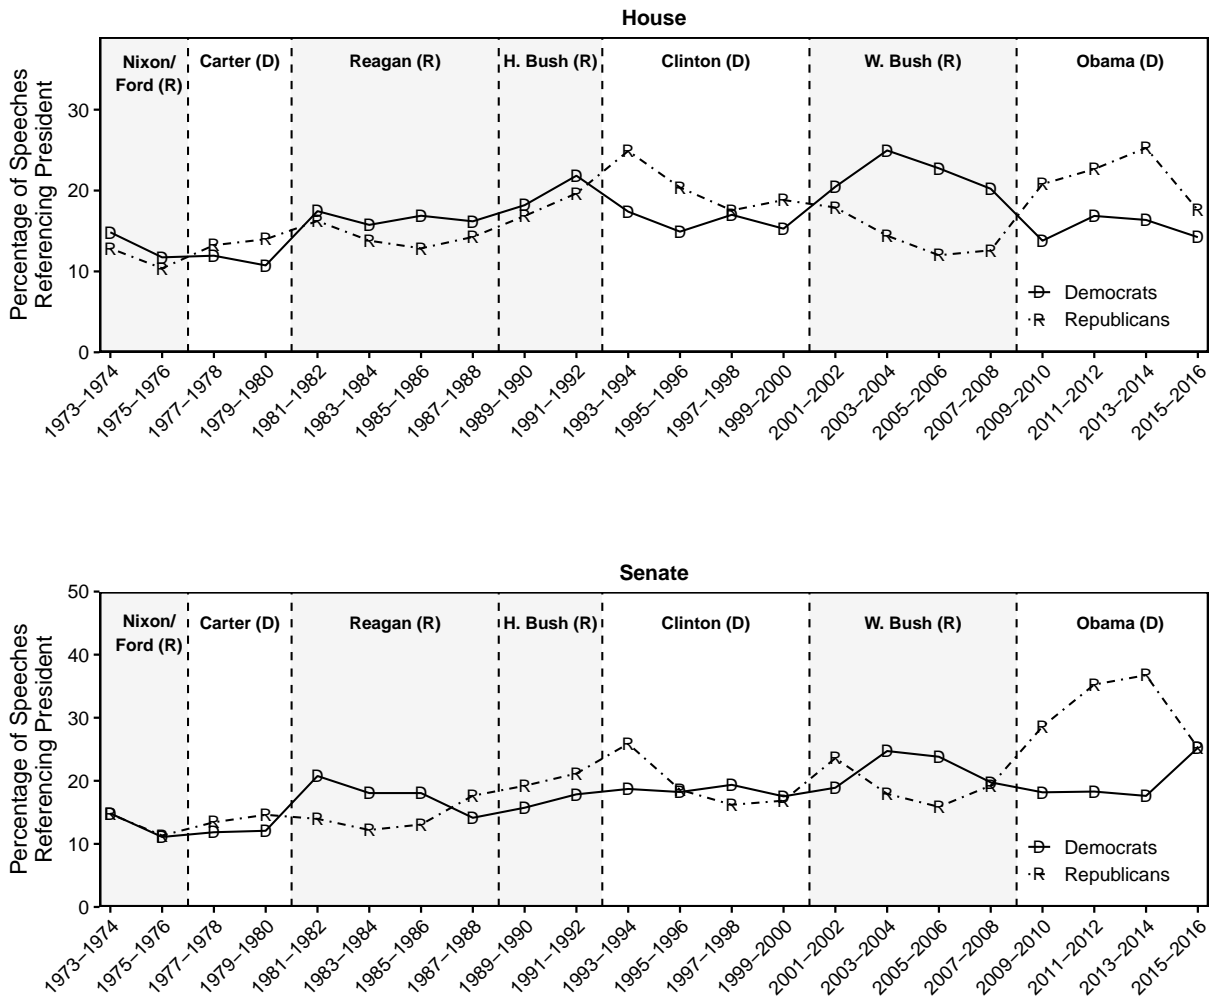 House
Nixon/
Ford (R)
Carter (D)
Reagan (R)
H. Bush (R)
Clinton (D)
W. Bush (R)
Obama (D)
Percentage of Speeches
Referencing President
30
20
10
0
D Democrats
R Republicans
1973–1974
1975–1976
1977–1978
1979–1980
1981–1982
1983–1984
1985–1986
1987–1988
1989–1990
1991–1992
1993–1994
1995–1996
1997–1998
1999–2000
2001–2002
2003–2004
2005–2006
2007–2008
2009–2010
2011–2012
2013–2014
2015–2016
Senate
Nixon/
Ford (R)
Carter (D)
Reagan (R)
H. Bush (R)
Clinton (D)
W. Bush (R)
Obama (D)
Percentage of Speeches
Referencing President
50
40
30
20
10
0
D Democrats
R Republicans
1973–1974
1975–1976
1977–1978
1979–1980
1981–1982
1983–1984
1985–1986
1987–1988
1989–1990
1991–1992
1993–1994
1995–1996
1997–1998
1999–2000
2001–2002
2003–2004
2005–2006
2007–2008
2009–2010
2011–2012
2013–2014
2015–2016